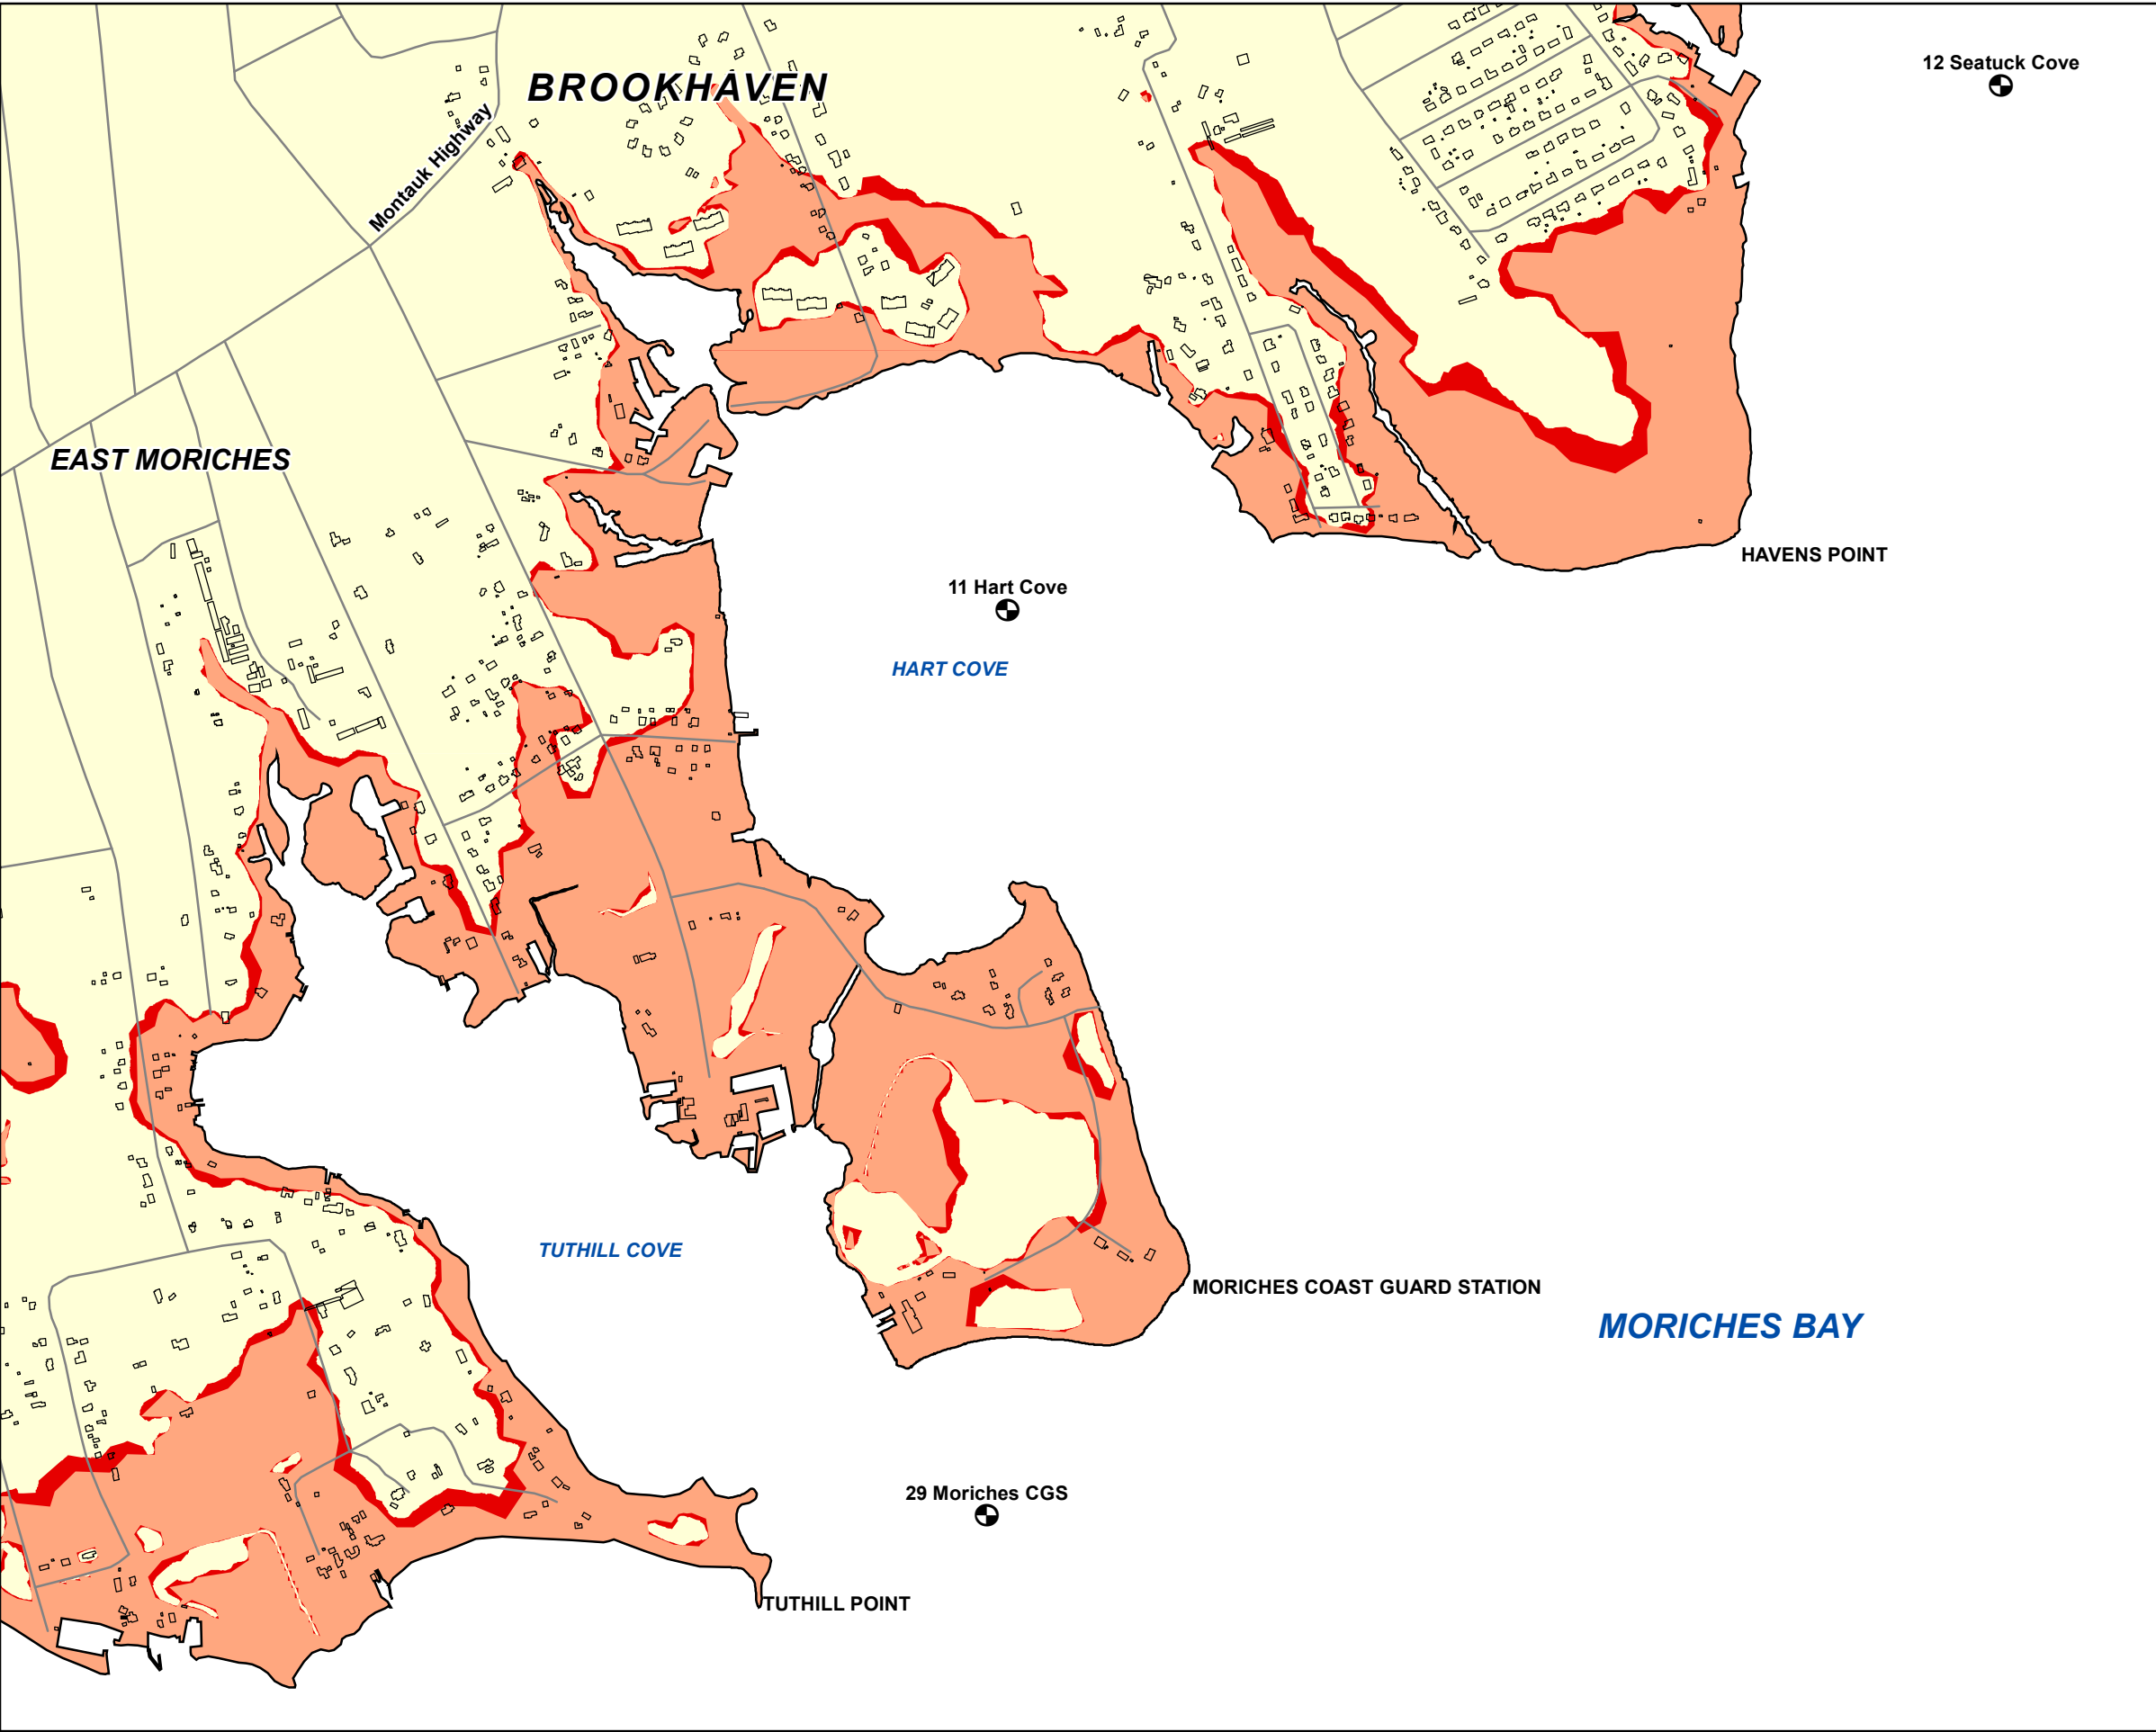 12 Seatuck Cove
BROOKHAVEN
Montauk Highway
EAST MORICHES
HAVENS POINT
11 Hart Cove
HART COVE
TUTHILL COVE
MORICHES COAST GUARD STATION
MORICHES BAY
29 Moriches CGS
TUTHILL POINT